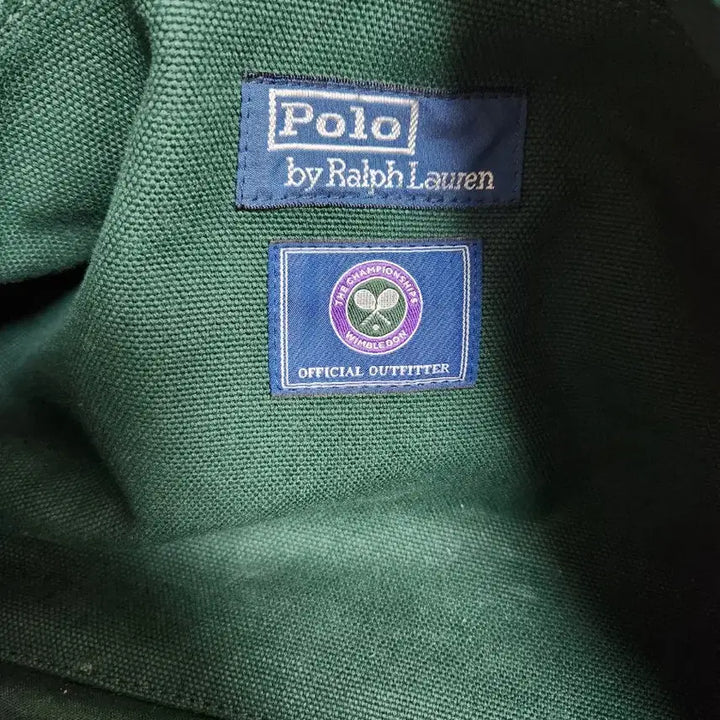 Polo
by Ralph Lauren
THE CHAMPIONSHIPS
WIMBLEDON
OFFICIAL OUTFITTER